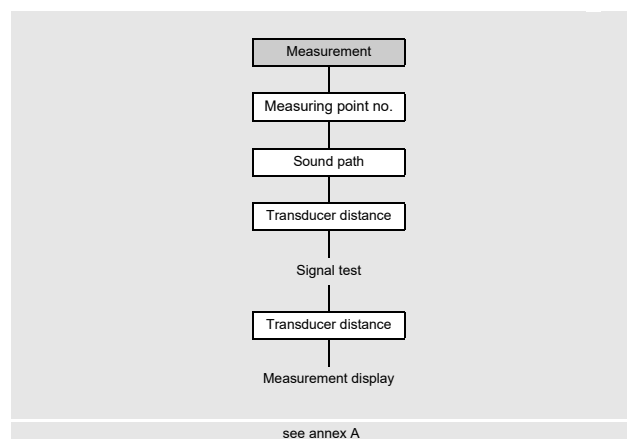 Measurement
Measuring point no.
Sound path
Transducer distance
Signal test
Transducer distance
Measurement display
see annex A